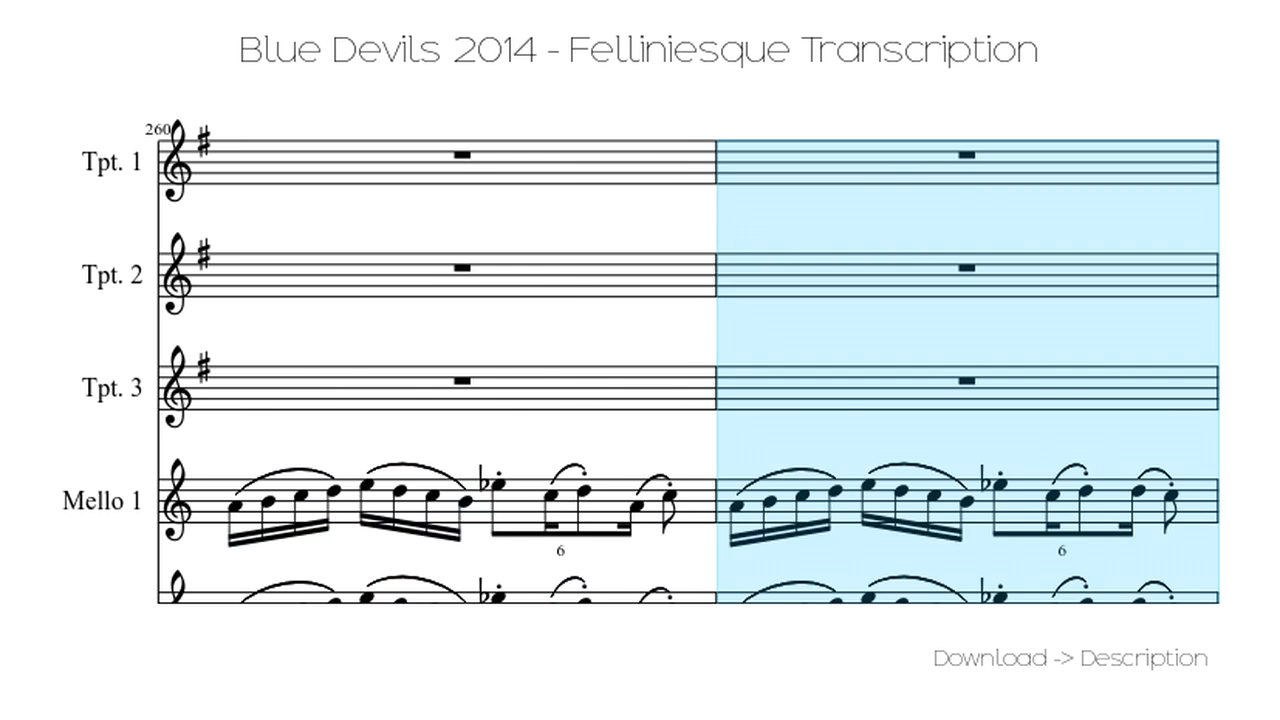 Blue Devils 2014 - Felliniesque Transcription
260
Tpt. 1
Tpt. 2
Tpt. 3
Mello 1
6 6
Download -> Description